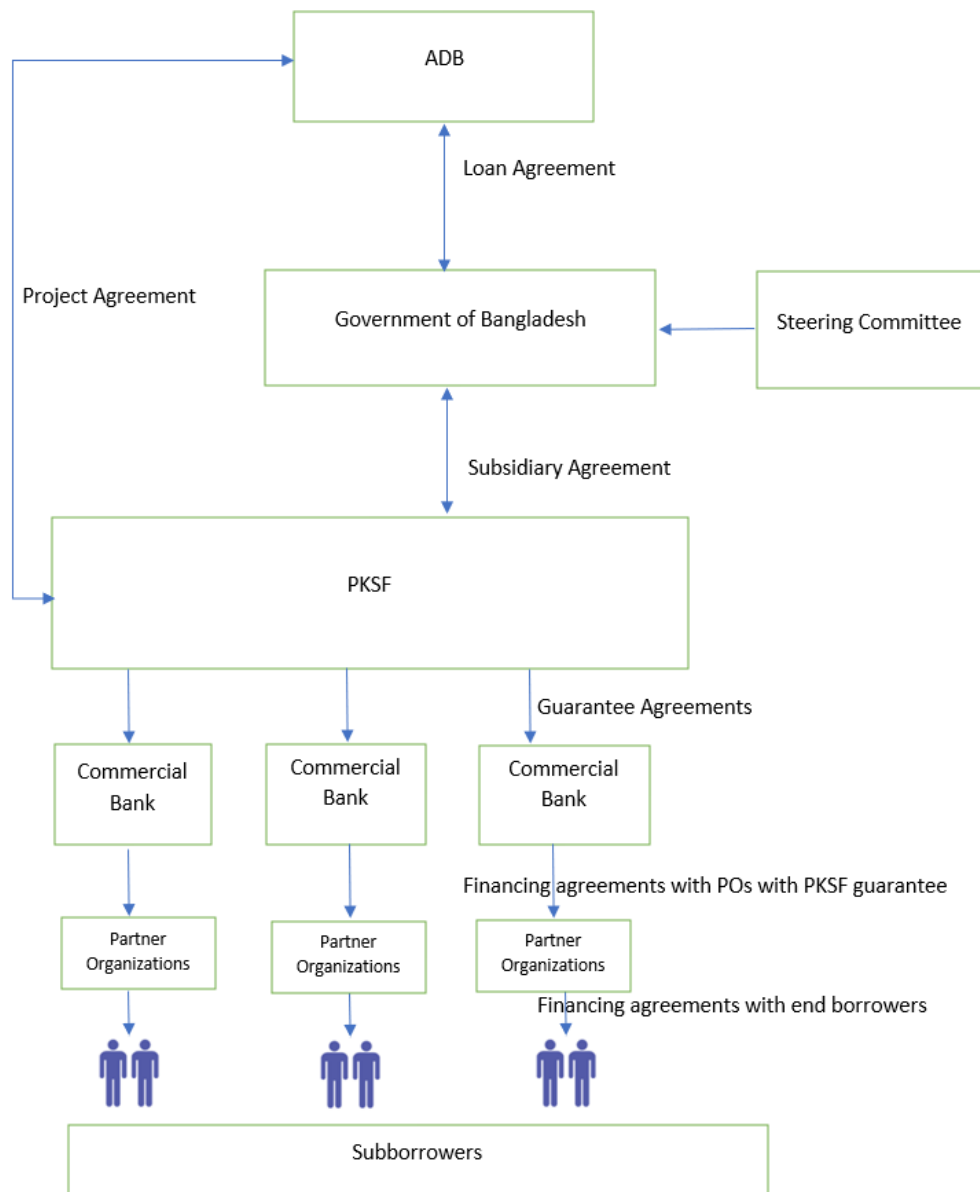 ADB
Loan Agreement
Project Agreement
Government of Bangladesh
Steering Committee
Subsidiary Agreement
PKSF
Guarantee Agreements
Commercial
Bank
Commercial
Bank
Commercial
Bank
Financing agreements with POs with PKSF guarantee
Partner
Organizations
Partner
Organizations
Partner
Organizations
Financing agreements with end borrowers
Subborrowers